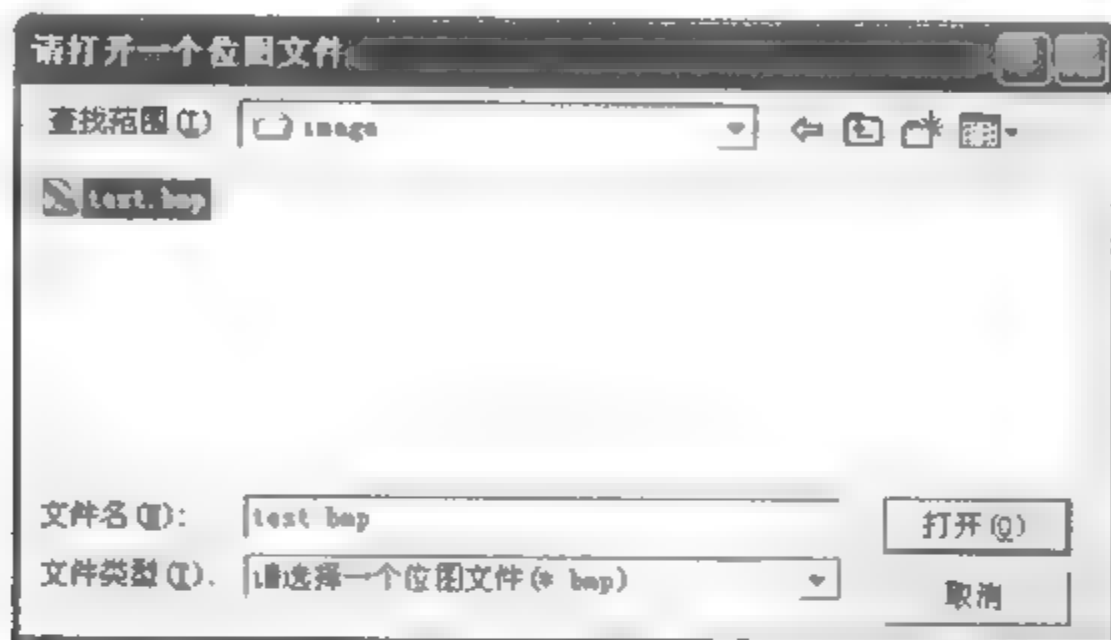 请打开一个位图文件
查找范围(I) image
test.bmp
文件名(N): test bmp 打开(O)
文件类型(T). 请选择一个位图文件(* bmp)
取消